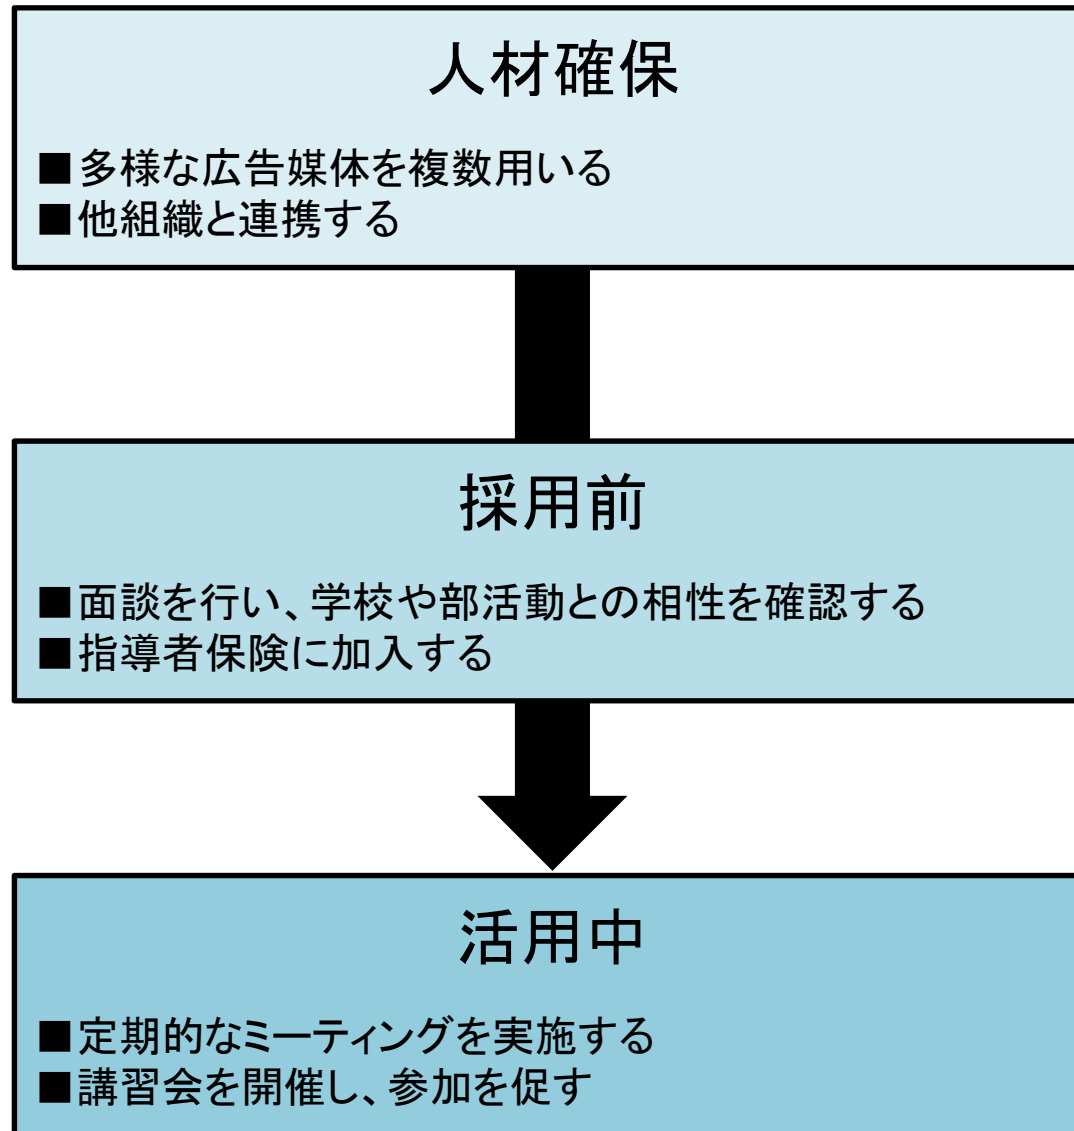 人材確保
■多様な広告媒体を複数用いる
■他組織と連携する
採用前
■面談を行い、学校や部活動との相性を確認する
■指導者保険に加入する
活用中
■定期的なミーティングを実施する
■講習会を開催し、参加を促す